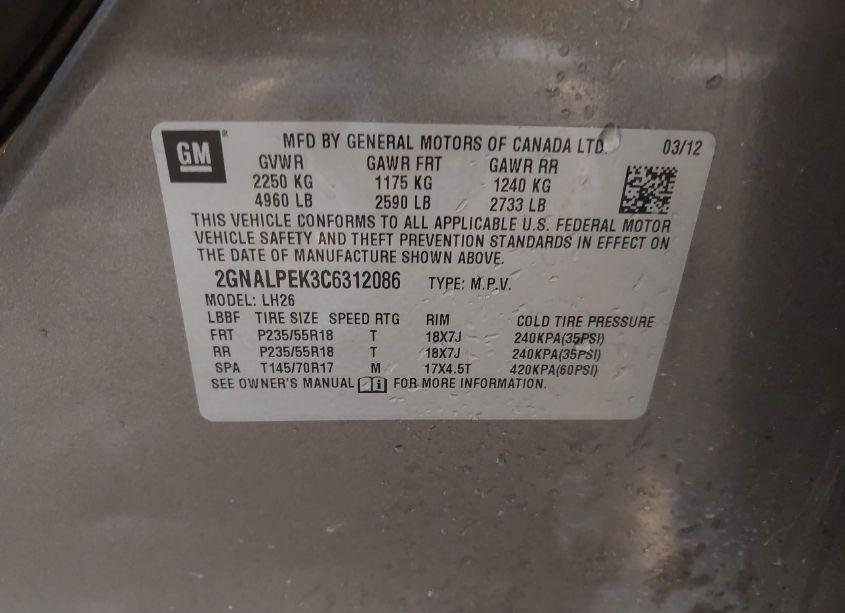 GM® MFD BY GENERAL MOTORS OF CANADA LTD. 03/12
GVWR GAWR FRT GAWR RR
2250 KG 1175 KG 1240 KG
4960 LB 2590 LB 2733 LB
THIS VEHICLE CONFORMS TO ALL APPLICABLE U.S. FEDERAL MOTOR
VEHICLE SAFETY AND THEFT PREVENTION STANDARDS IN EFFECT ON
THE DATE OF MANUFACTURE SHOWN ABOVE.
2GNALPEK3C6312086 TYPE: M.P.V.
MODEL: LH26
LBBF TIRE SIZE SPEED RTG RIM COLD TIRE PRESSURE
FRT P235/55R18 T 18X7J 240KPA(35PSI)
RR P235/55R18 T 18X7J 240KPA(35PSI)
SPA T145/70R17 M 17X4.5T 420KPA(60PSI)
SEE OWNER'S MANUAL FOR MORE INFORMATION.